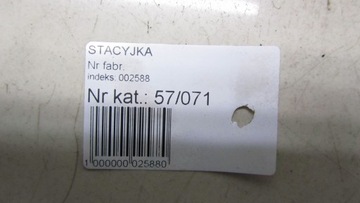 STACYJKA
Nr fabr.
indeks: 002588
Nr kat.: 57/071
1 000000 025880